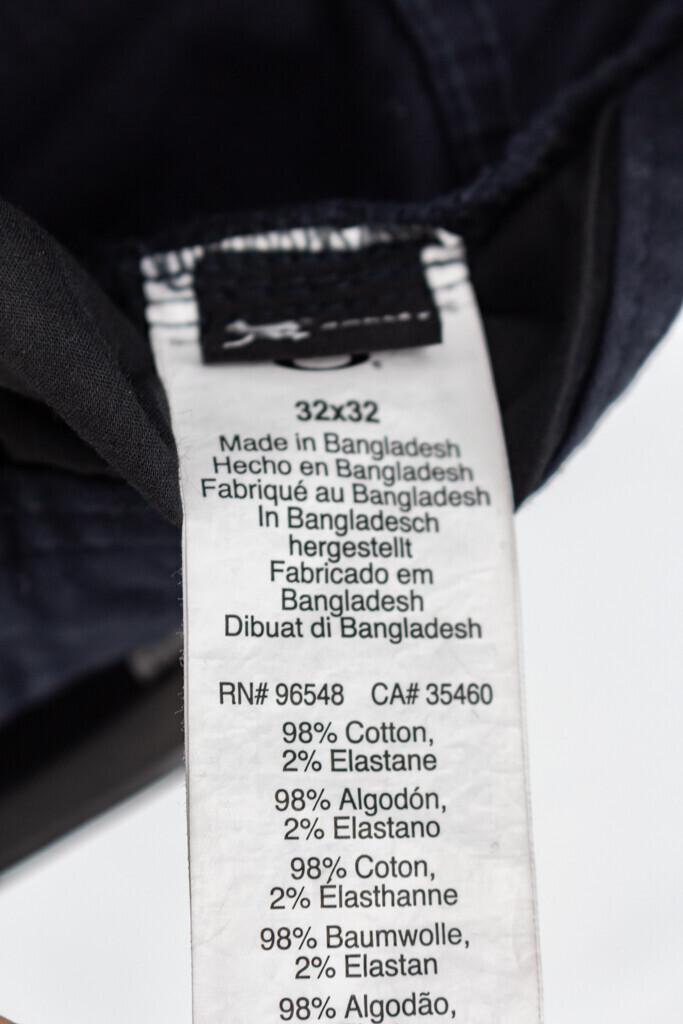 32x32
Made in Bangladesh
Hecho en Bangladesh
Fabriqué au Bangladesh
In Bangladesch
hergestellt
Fabricado em
Bangladesh
Dibuat di Bangladesh
RN# 96548 CA# 35460
98% Cotton,
2% Elastane
98% Algodón,
2% Elastano
98% Coton,
2% Élasthanne
98% Baumwolle,
2% Elastan
98% Algodão,